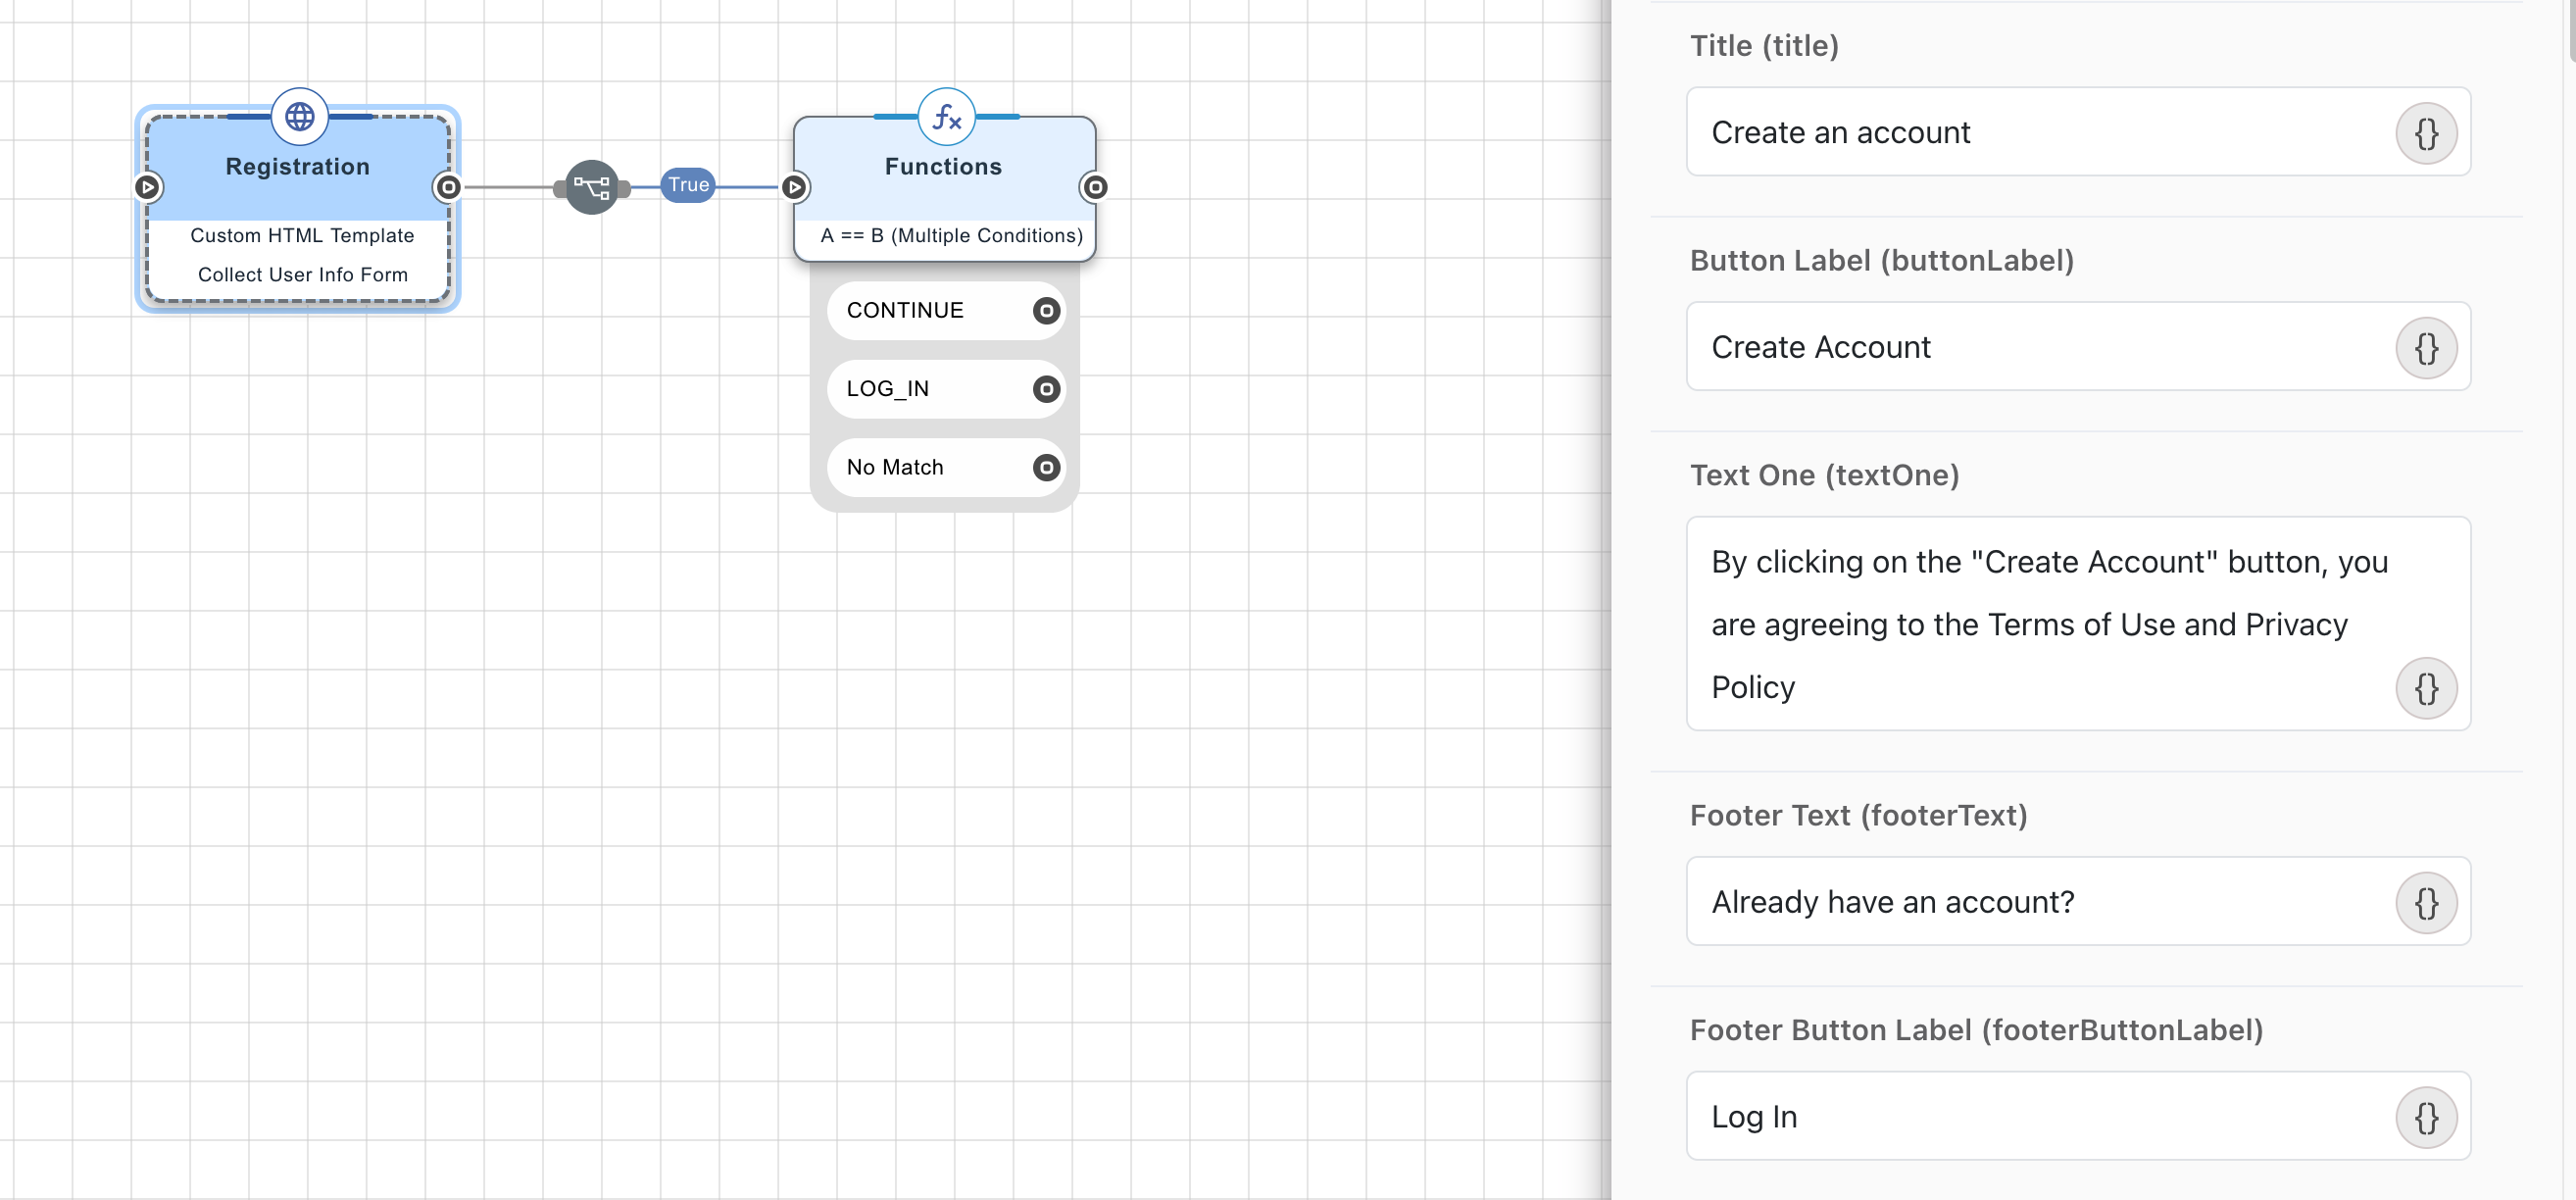 Registration
Custom HTML Template
Collect User Info Form
True
Functions
A == B (Multiple Conditions)
CONTINUE
LOG_IN
No Match
Title (title)
Create an account
{}
Button Label (buttonLabel)
Create Account
{}
Text One (textOne)
By clicking on the "Create Account" button, you
are agreeing to the Terms of Use and Privacy
Policy
{}
Footer Text (footerText)
Already have an account?
{}
Footer Button Label (footerButtonLabel)
Log In
{}